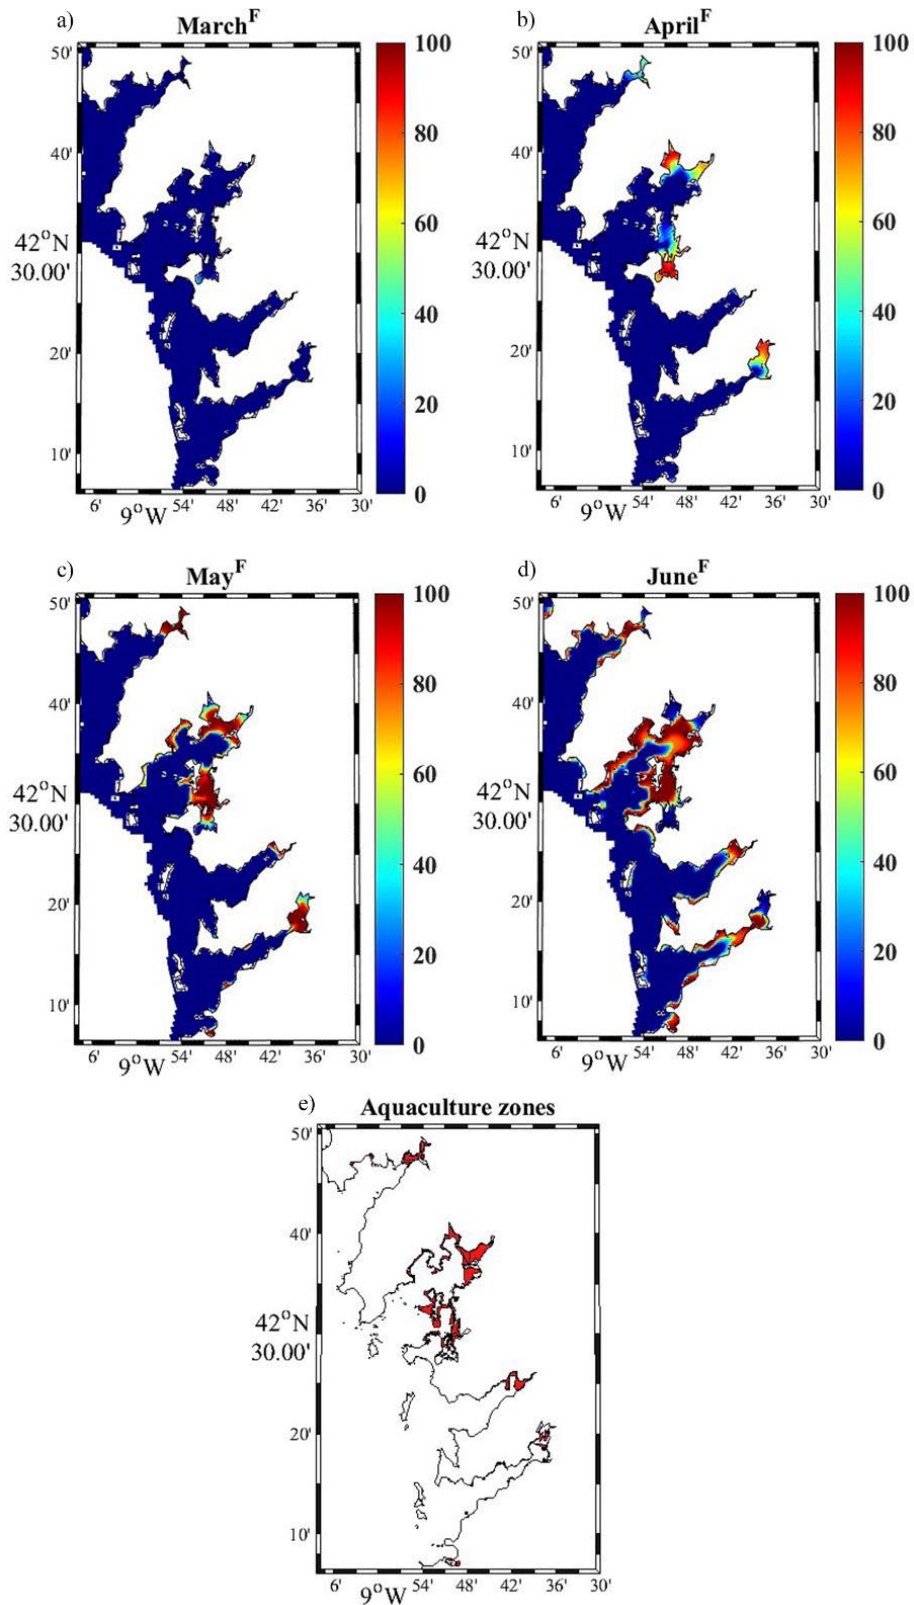 a) March^F
50'
40'
42°N
30.00'
20'
10'
6' 54' 48' 42' 36' 30'
9°W
100
80
60
40
20
0
b) April^F
50'
40'
42°N
30.00'
20'
10'
6' 54' 48' 42' 36' 30'
9°W
100
80
60
40
20
0
c) May^F
50'
40'
42°N
30.00'
20'
10'
6' 54' 48' 42' 36' 30'
9°W
100
80
60
40
20
0
d) June^F
50'
40'
42°N
30.00'
20'
10'
6' 54' 48' 42' 36' 30'
9°W
100
80
60
40
20
0
e) Aquaculture zones
50'
40'
42°N
30.00'
20'
10'
6' 54' 48' 42' 36' 30'
9°W